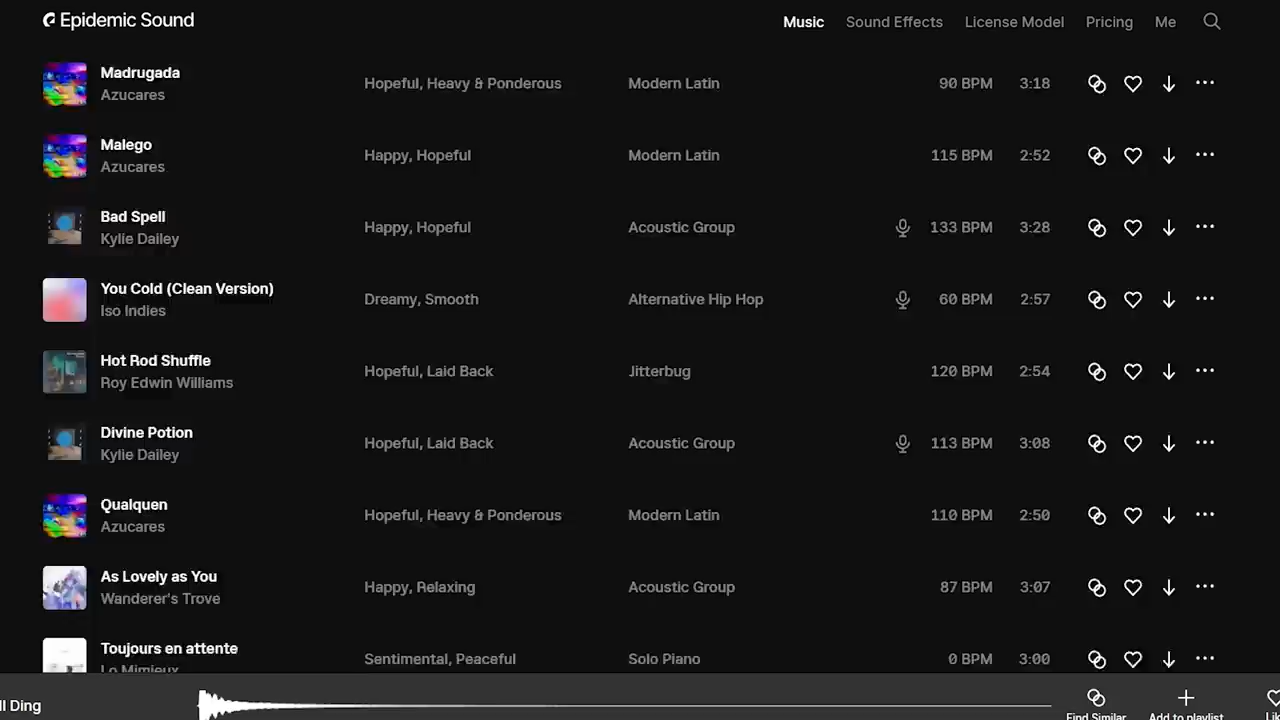 Epidemic Sound
Music Sound Effects License Model Pricing Me
Madrugada
Azucares
Hopeful, Heavy & Ponderous Modern Latin 90 BPM 3:18
Malego
Azucares
Happy, Hopeful Modern Latin 115 BPM 2:52
Bad Spell
Kylie Dailey
Happy, Hopeful Acoustic Group 133 BPM 3:28
You Cold (Clean Version)
Iso Indies
Dreamy, Smooth Alternative Hip Hop 60 BPM 2:57
Hot Rod Shuffle
Roy Edwin Williams
Hopeful, Laid Back Jitterbug 120 BPM 2:54
Divine Potion
Kylie Dailey
Hopeful, Laid Back Acoustic Group 113 BPM 3:08
Qualquen
Azucares
Hopeful, Heavy & Ponderous Modern Latin 110 BPM 2:50
As Lovely as You
Wanderer's Trove
Happy, Relaxing Acoustic Group 87 BPM 3:07
Toujours en attente
Lo Mimieux
Sentimental, Peaceful Solo Piano 0 BPM 3:00
ll Ding
Find Similar Add to playlist